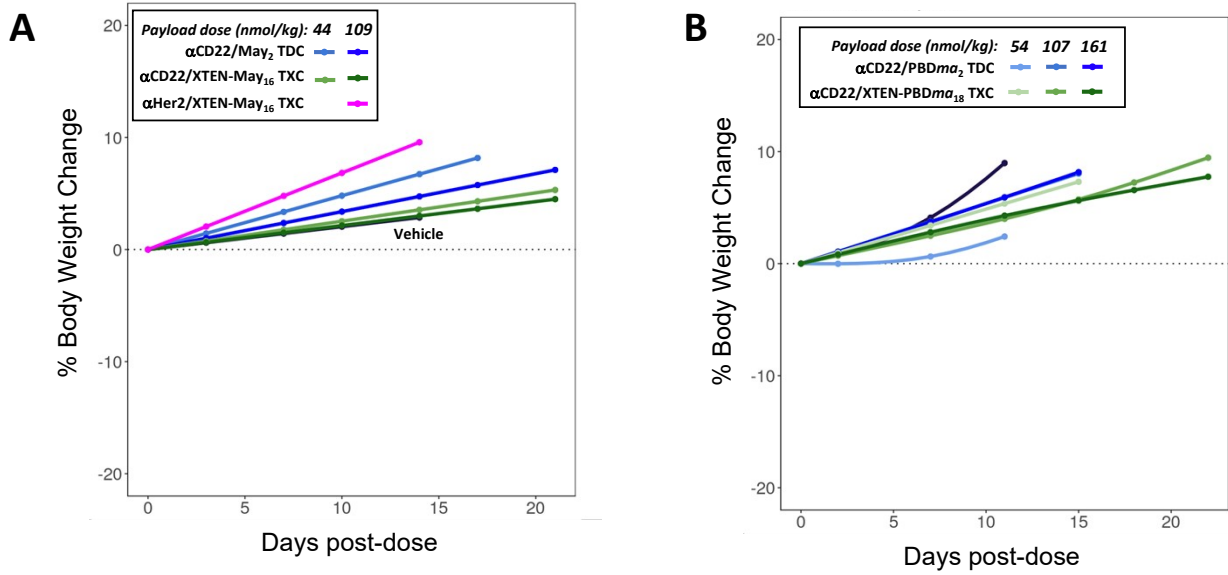 A
20
10
0
-10
-20
% Body Weight Change
0 5 10 15 20
Days post-dose
Payload dose (nmol/kg): 44 109
αCD22/May₂ TDC
αCD22/XTEN-May₁₆ TXC
αHer2/XTEN-May₁₆ TXC
Vehicle
B
20
10
0
-10
-20
% Body Weight Change
0 5 10 15 20
Days post-dose
Payload dose (nmol/kg): 54 107 161
αCD22/PBDma₂ TDC
αCD22/XTEN-PBDma₁₈ TXC